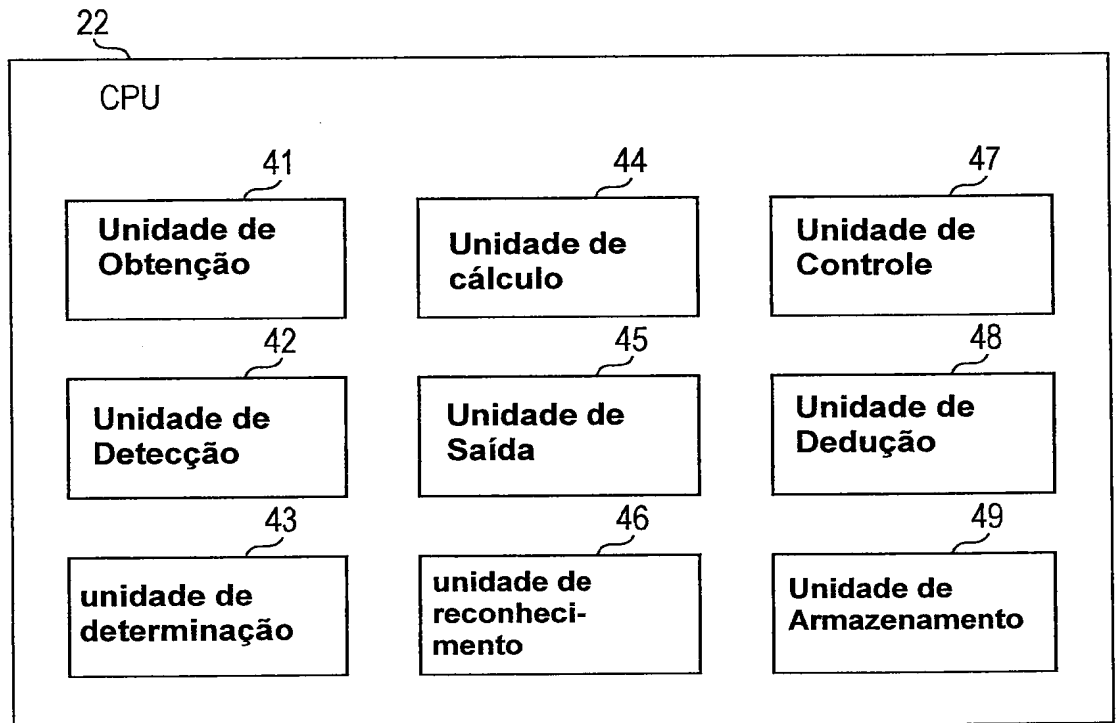 22
CPU
41
Unidade de
Obtenção
44
Unidade de
cálculo
47
Unidade de
Controle
42
Unidade de
Detecção
45
Unidade de
Saída
48
Unidade de
Dedução
43
unidade de
determinação
46
unidade de
reconheci-
mento
49
Unidade de
Armazenamento